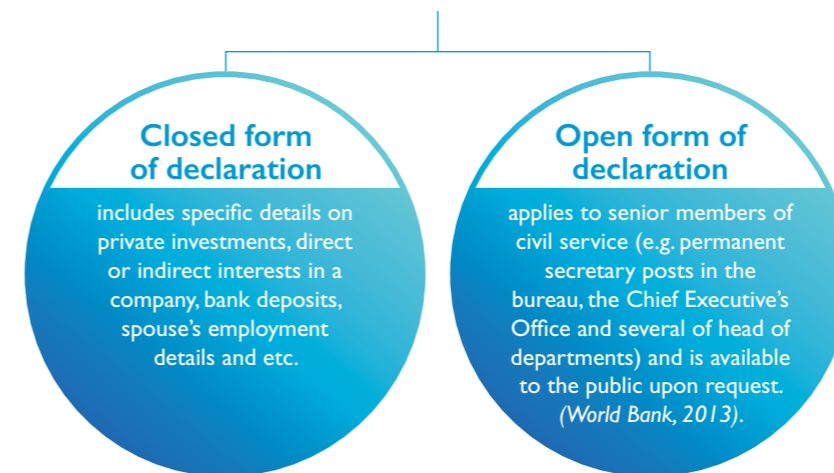 Closed form
of declaration
includes specific details on
private investments, direct
or indirect interests in a
company, bank deposits,
spouse's employment
details and etc.
Open form of
declaration
applies to senior members of
civil service (e.g. permanent
secretary posts in the
bureau, the Chief Executive's
Office and several of head of
departments) and is available
to the public upon request.
(World Bank, 2013).